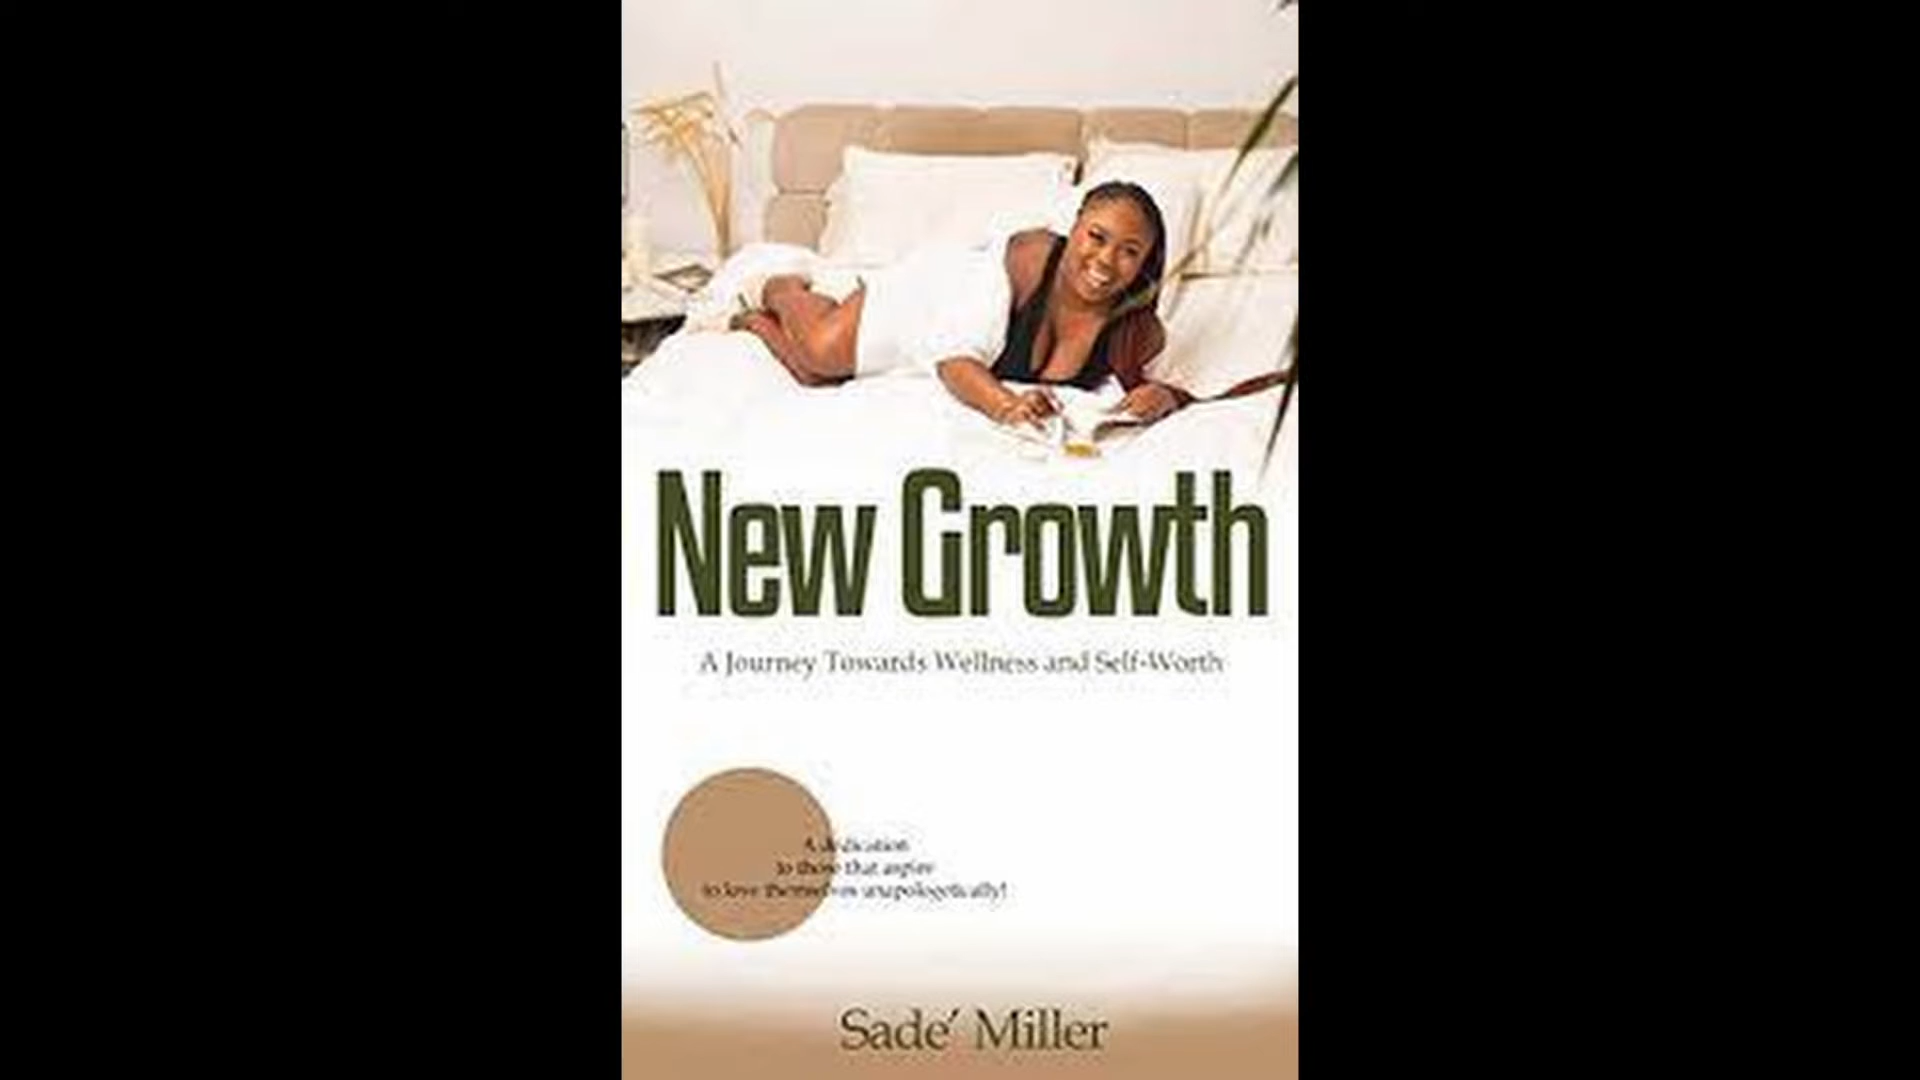 New Growth
A Journey Towards Wellness and Self-Worth
A dedication
to those that aspire
to love themselves unapologetically!
Sade´ Miller